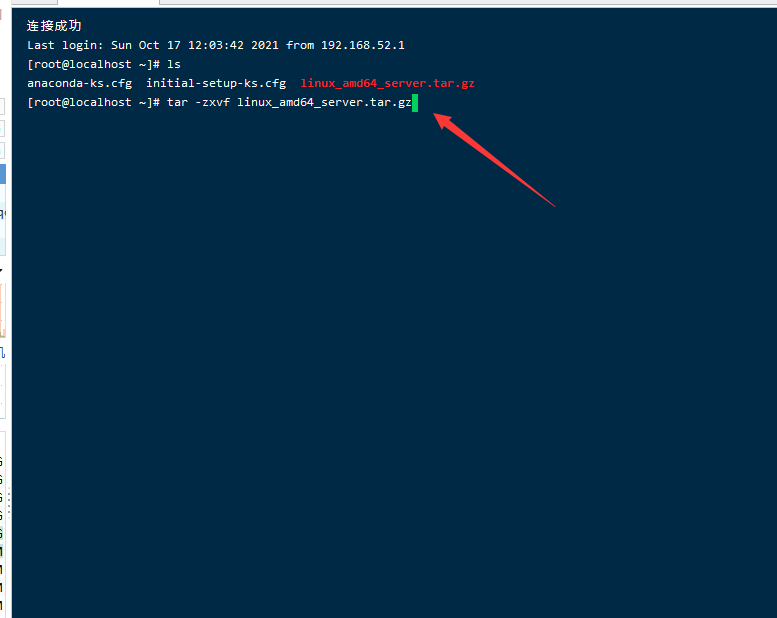 连接成功
Last login: Sun Oct 17 12:03:42 2021 from 192.168.52.1
[root@localhost ~]# ls
anaconda-ks.cfg  initial-setup-ks.cfg  linux_amd64_server.tar.gz
[root@localhost ~]# tar -zxvf linux_amd64_server.tar.gz